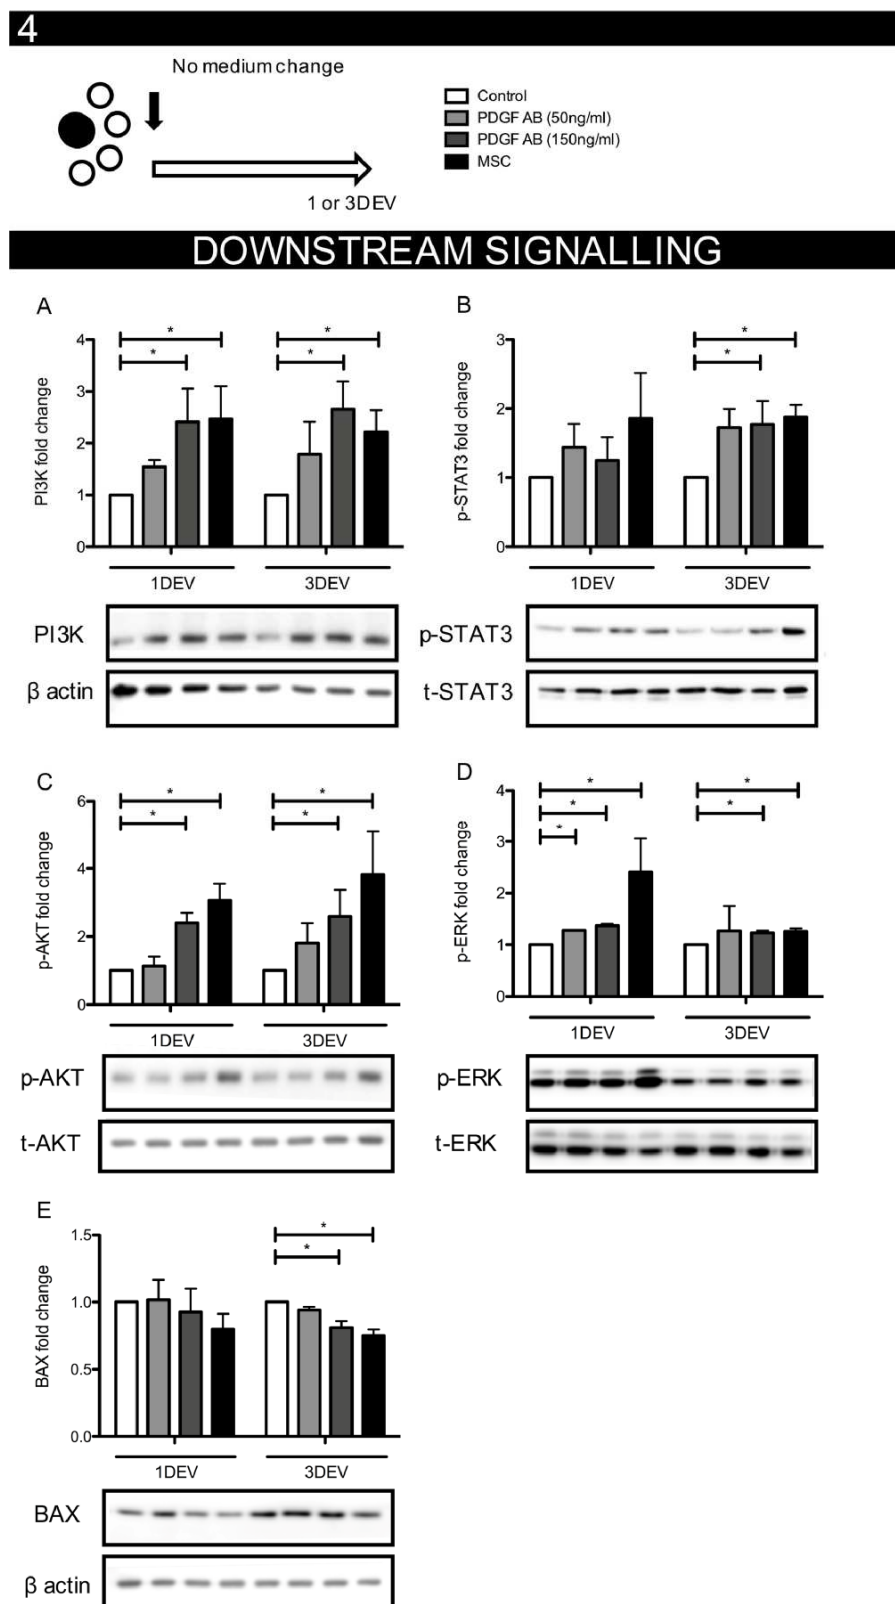 4
No medium change
Control
PDGF AB (50ng/ml)
PDGF AB (150ng/ml)
MSC
1 or 3DEV
DOWNSTREAM SIGNALLING
A
PI3K fold change
4
3
2
1
0
* * * *
1DEV 3DEV
PI3K
β actin
B
p-STAT3 fold change
3
2
1
0
* *
1DEV 3DEV
p-STAT3
t-STAT3
C
p-AKT fold change
6
4
2
0
* * * *
1DEV 3DEV
p-AKT
t-AKT
D
p-ERK fold change
4
3
2
1
0
* * * * *
1DEV 3DEV
p-ERK
t-ERK
E
BAX fold change
1.5
1.0
0.5
0.0
* *
1DEV 3DEV
BAX
β actin